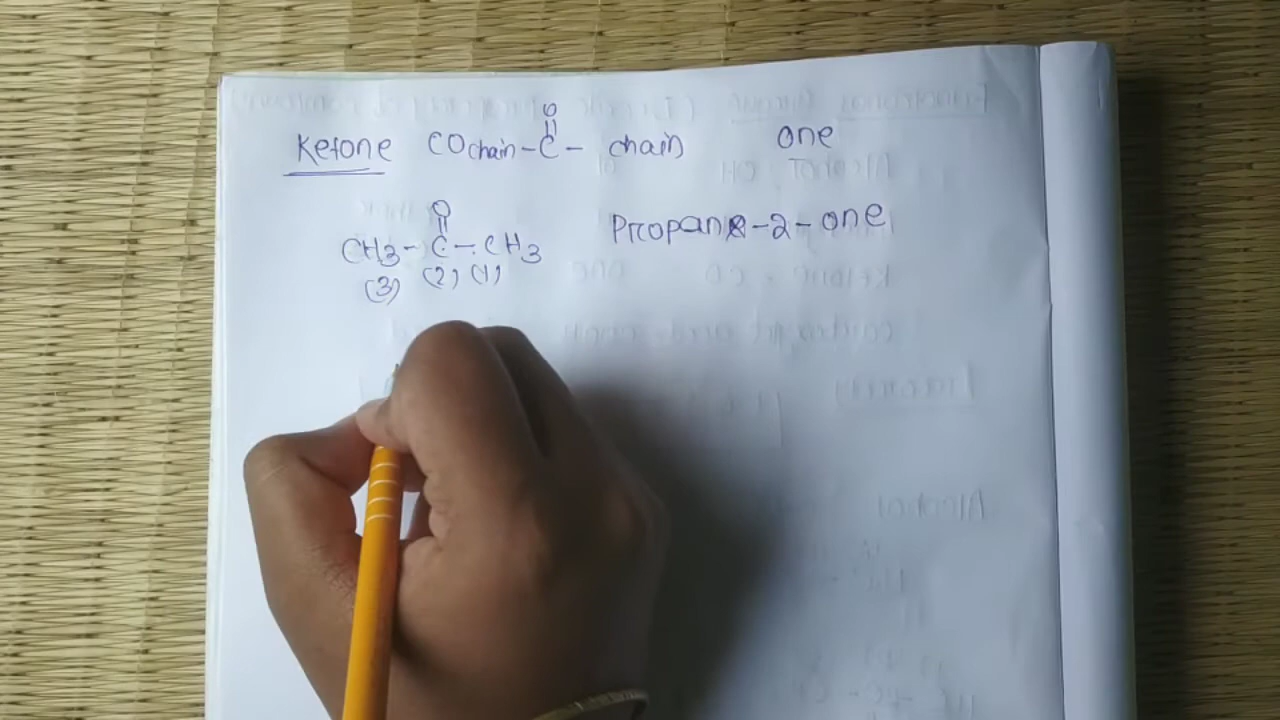 Ketone CO chain-C- chain one
O
CH3-C-CH3 Propan-2-one
O
(3) (2) (1)